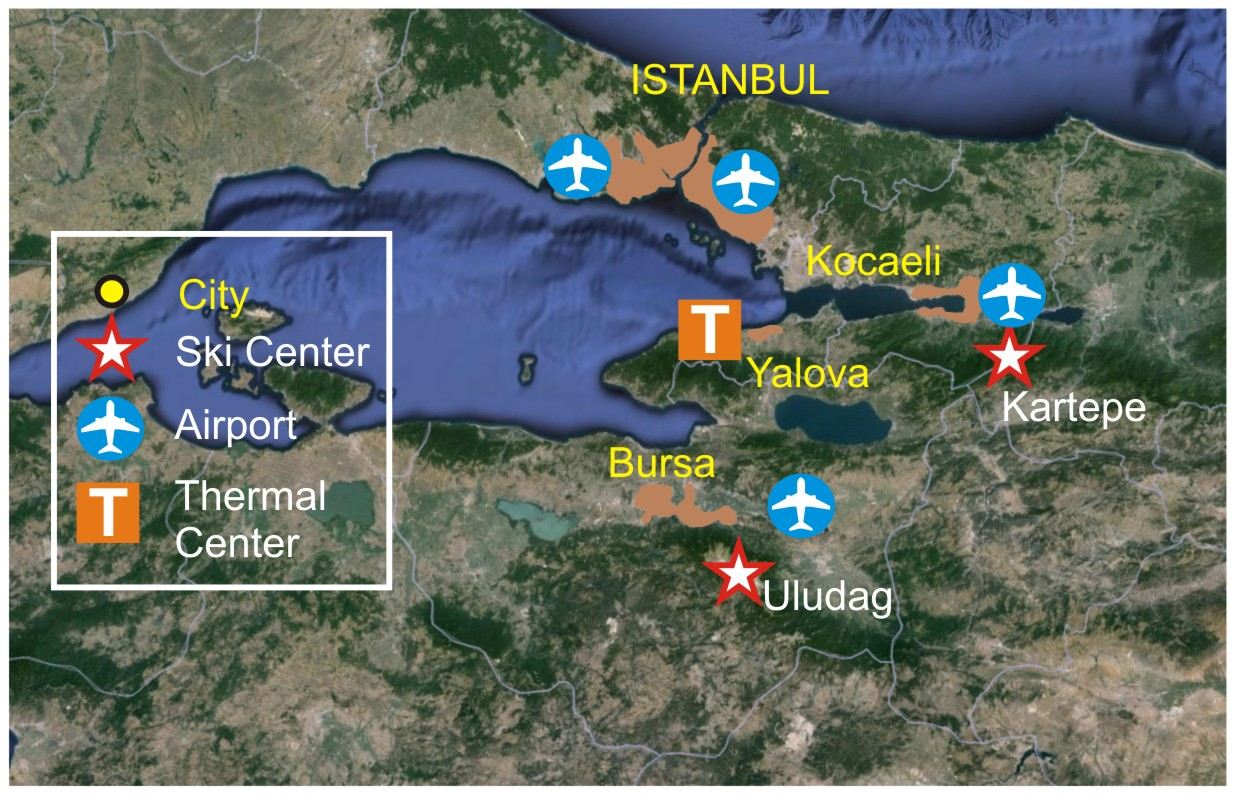 ISTANBUL
Kocaeli
City
Ski Center
T
Yalova
Kartepe
Airport
Bursa
T
Thermal
Center
Uludag